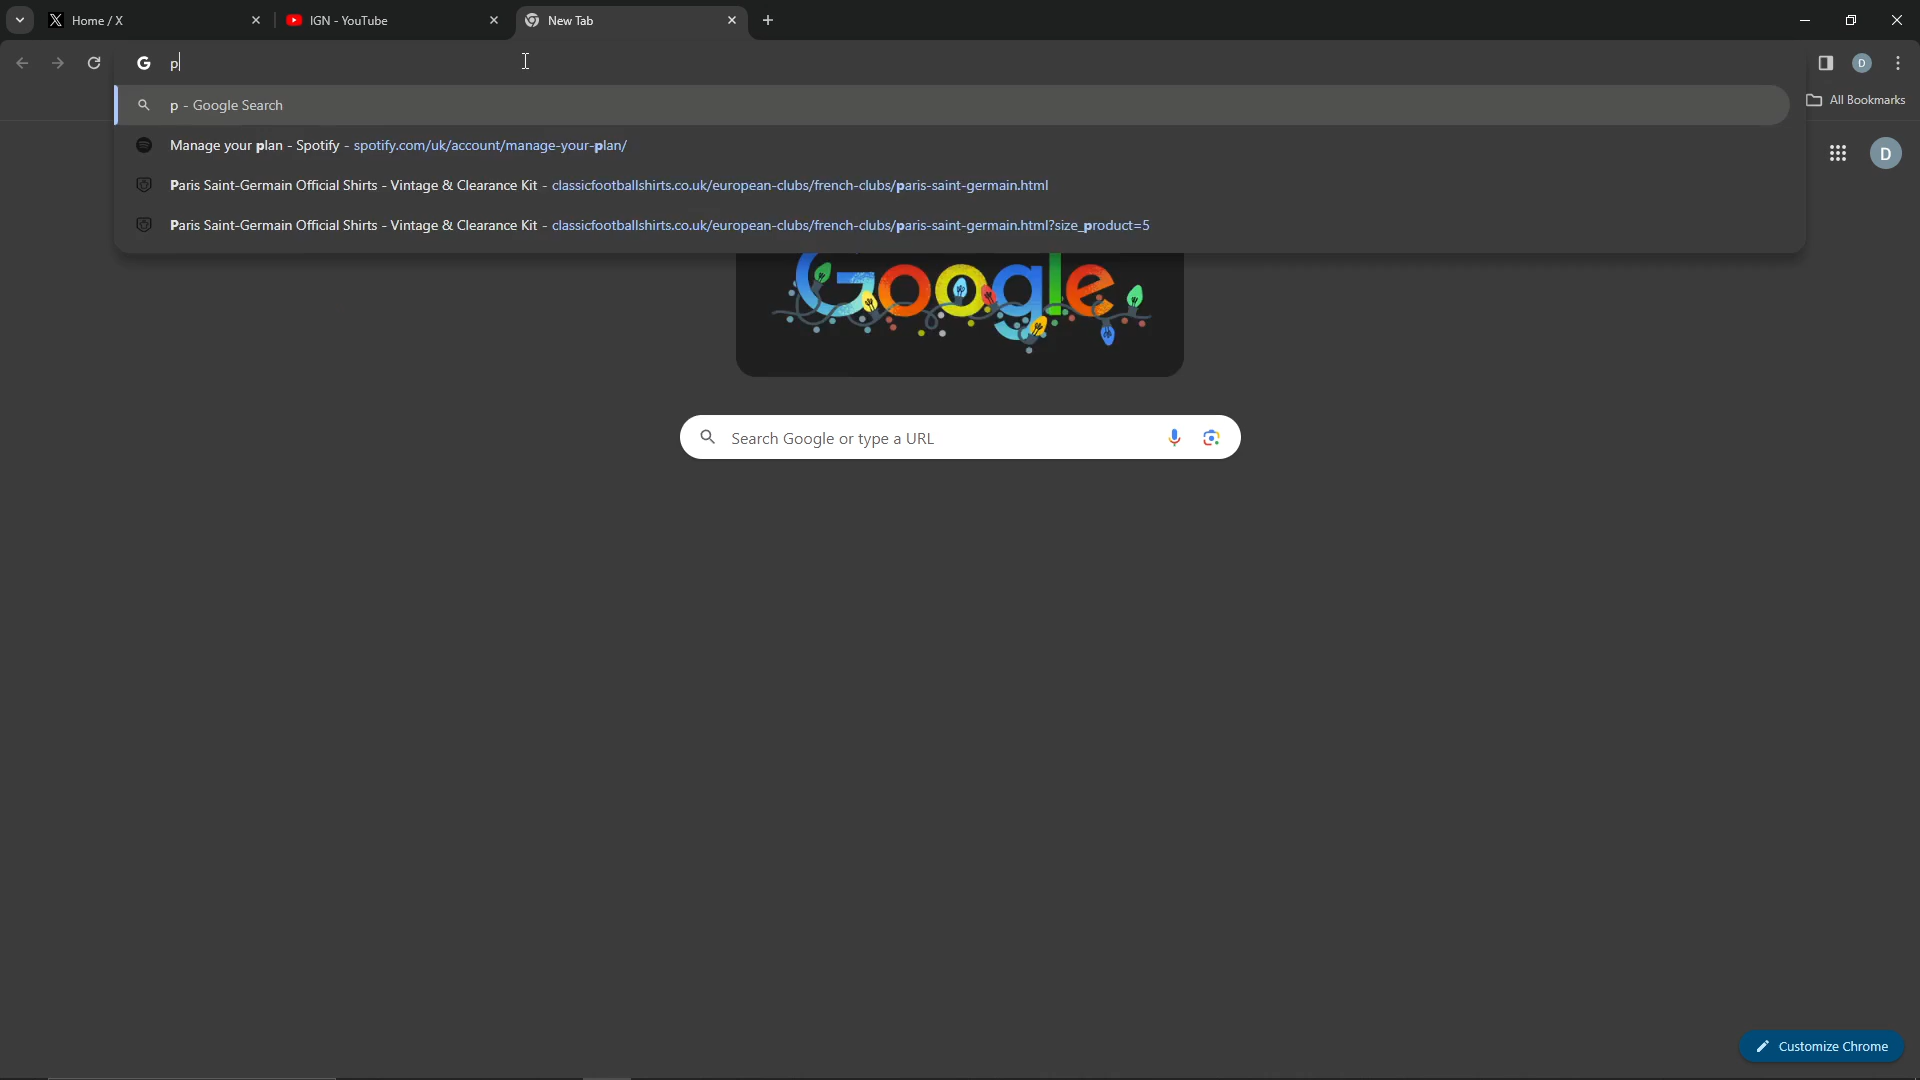 Home / X
IGN - YouTube
New Tab
p
D
p - Google Search
All Bookmarks
Manage your plan - Spotify - spotify.com/uk/account/manage-your-plan/
D
Paris Saint-Germain Official Shirts - Vintage & Clearance Kit - classicfootballshirts.co.uk/european-clubs/french-clubs/paris-saint-germain.html
Paris Saint-Germain Official Shirts - Vintage & Clearance Kit - classicfootballshirts.co.uk/european-clubs/french-clubs/paris-saint-germain.html?size_product=5
Google
Search Google or type a URL
Customize Chrome